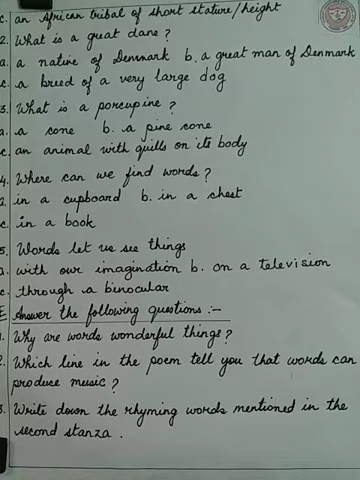 c. an African tribal of short stature/height
2. What is a great dane?
a. a native of Denmark b. a great man of Denmark
c. a breed of a very large dog
3. What is a porcupine?
a. a cone b. a pine cone
c. an animal with quills on its body
4. Where can we find words?
a. in a cupboard b. in a chest
c. in a book
5. Words let us see things
a. with our imagination b. on a television
c. through a binocular
E Answer the following questions :-
1. Why are words wonderful things?
2. Which line in the poem tell you that words can
produce music?
3. Write down the rhyming words mentioned in the
second stanza.